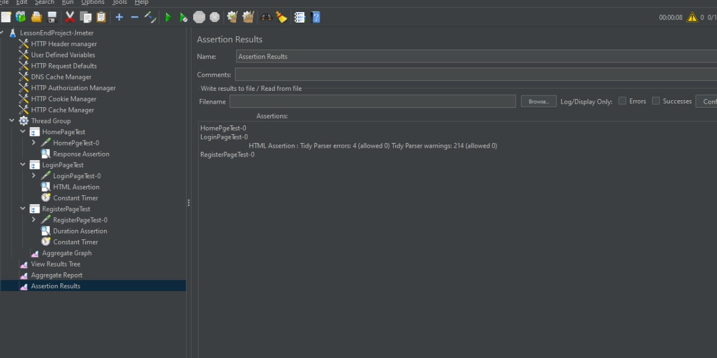 File Edit Search Run Options Tools Help
00:00:08 0 0/1
LessonEndProject-Jmeter
HTTP Header manager
User Defined Variables
HTTP Request Defaults
DNS Cache Manager
HTTP Authorization Manager
HTTP Cookie Manager
HTTP Cache Manager
Thread Group
HomePageTest
HomePgeTest-0
Response Assertion
LoginPageTest
LoginPageTest-0
HTML Assertion
Constant Timer
RegisterPageTest
RegisterPageTest-0
Duration Assertion
Constant Timer
Aggregate Graph
View Results Tree
Aggregate Report
Assertion Results
Assertion Results
Name: Assertion Results
Comments:
Write results to file / Read from file
Filename Browse... Log/Display Only: Errors Successes Conf
Assertions:
HomePgeTest-0
LoginPageTest-0
HTML Assertion : Tidy Parser errors: 4 (allowed 0) Tidy Parser warnings: 214 (allowed 0)
RegisterPageTest-0